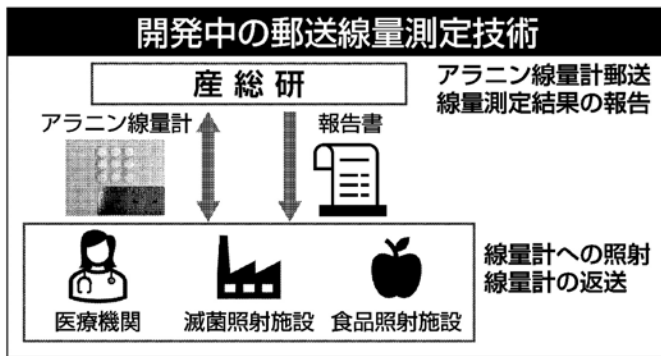 開発中の郵送線量測定技術
産総研
アラニン線量計郵送
線量測定結果の報告
アラニン線量計
報告書
線量計への照射
線量計の返送
医療機関
滅菌照射施設
食品照射施設